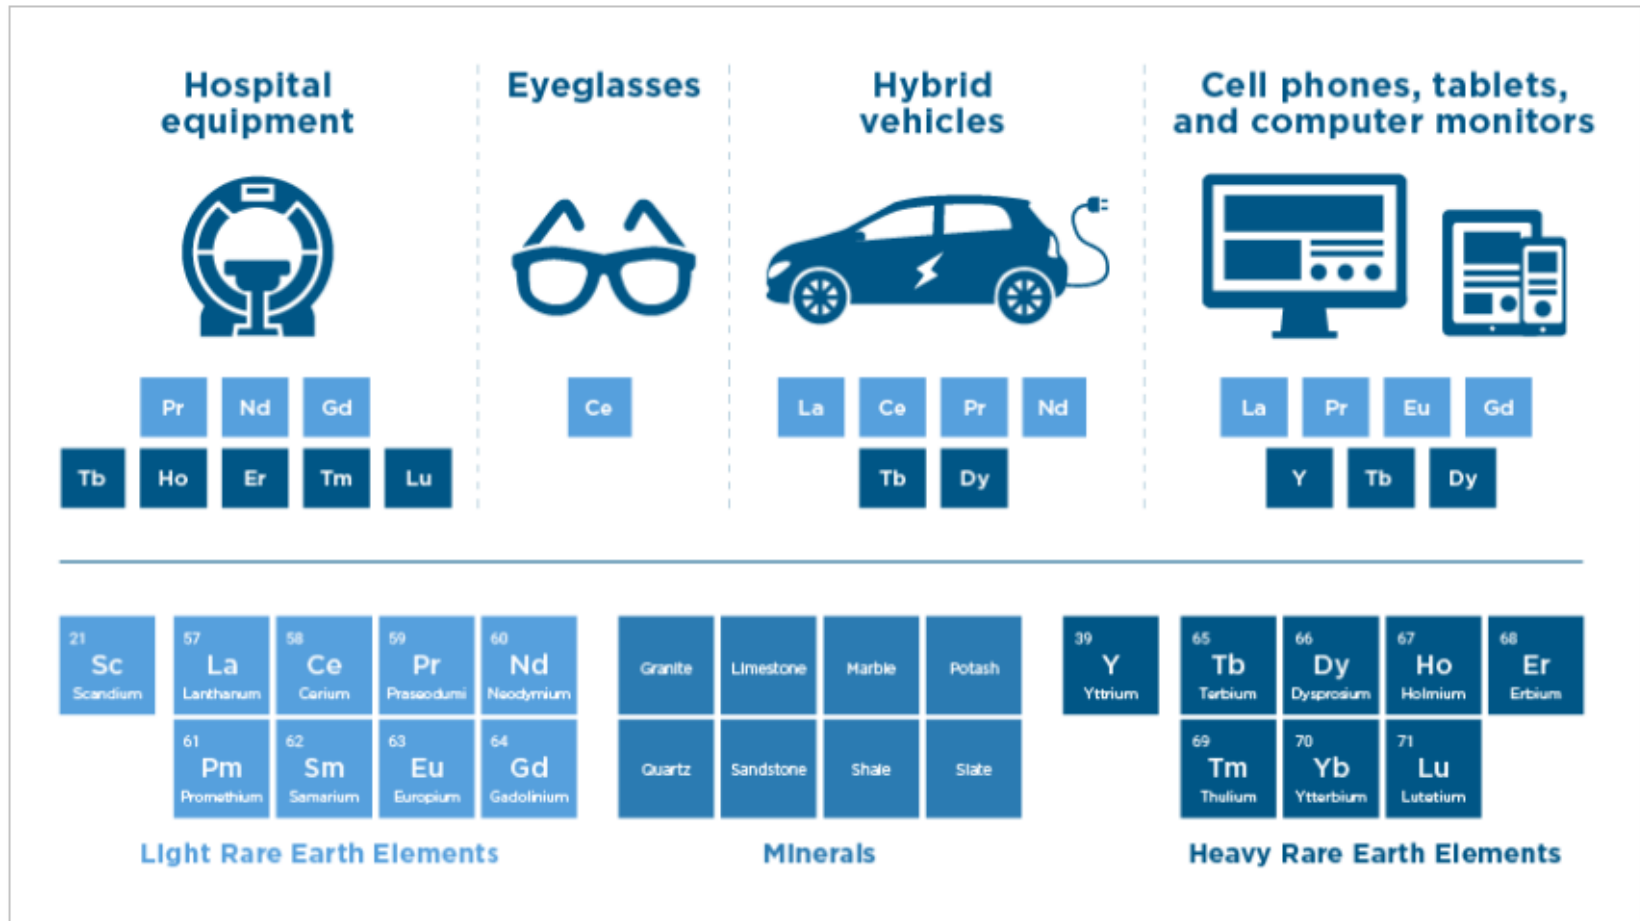 Hospital
equipment
Eyeglasses
Hybrid
vehicles
Cell phones, tablets,
and computer monitors
Pr Nd Gd
Tb Ho Er Tm Lu
Ce
La Ce Pr Nd
Tb Dy
La Pr Eu Gd
Y Tb Dy
21
Sc
Scandium
57
La
Lanthanum
58
Ce
Cerium
59
Pr
Praseodumi
60
Nd
Neodymium
61
Pm
Promethium
62
Sm
Samarium
63
Eu
Europium
64
Gd
Gadolinium
Light Rare Earth Elements
Granite
Limestone
Marble
Potash
Quartz
Sandstone
Shale
Slate
Minerals
39
Y
Yttrium
65
Tb
Terbium
66
Dy
Dysprosium
67
Ho
Holmium
68
Er
Erbium
69
Tm
Thulium
70
Yb
Ytterbium
71
Lu
Lutetium
Heavy Rare Earth Elements